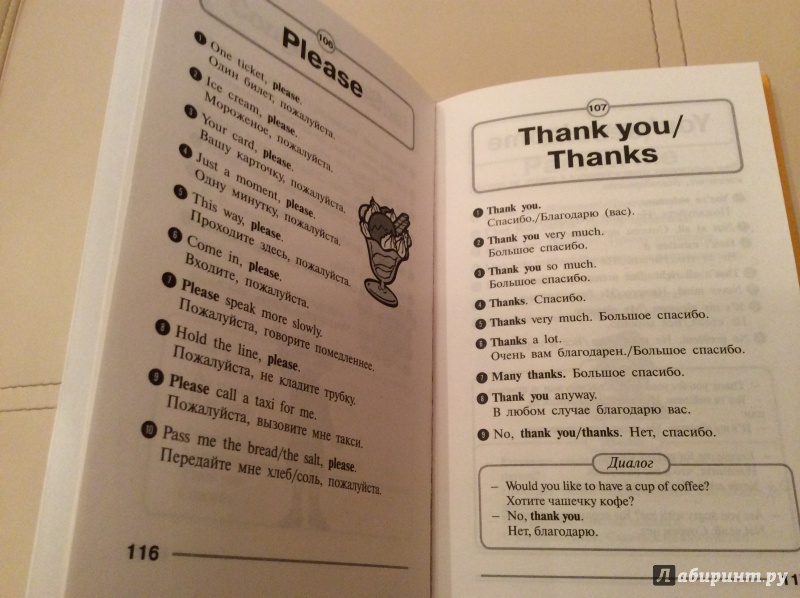 106
Please
1 One ticket, please.
Один билет, пожалуйста.
2 Ice cream, please.
Мороженое, пожалуйста.
3 Your card, please.
Вашу карточку, пожалуйста.
4 Just a moment, please.
Одну минутку, пожалуйста.
5 This way, please.
Проходите здесь, пожалуйста.
6 Come in, please.
Входите, пожалуйста.
7 Please speak more slowly.
Пожалуйста, говорите помедленнее.
8 Hold the line, please.
Пожалуйста, не кладите трубку.
9 Please call a taxi for me.
Пожалуйста, вызовите мне такси.
10 Pass me the bread/the salt, please.
Передайте мне хлеб/соль, пожалуйста.
116
107
Thank you/
Thanks
1 Thank you.
Спасибо./Благодарю (вас).
2 Thank you very much.
Большое спасибо.
3 Thank you so much.
Большое спасибо.
4 Thanks. Спасибо.
5 Thanks very much. Большое спасибо.
6 Thanks a lot.
Очень вам благодарен./Большое спасибо.
7 Many thanks. Большое спасибо.
8 Thank you anyway.
В любом случае благодарю вас.
9 No, thank you/thanks. Нет, спасибо.
Диалог
– Would you like to have a cup of coffee?
Хотите чашечку кофе?
– No, thank you.
Нет, благодарю.
Лабиринт.ру